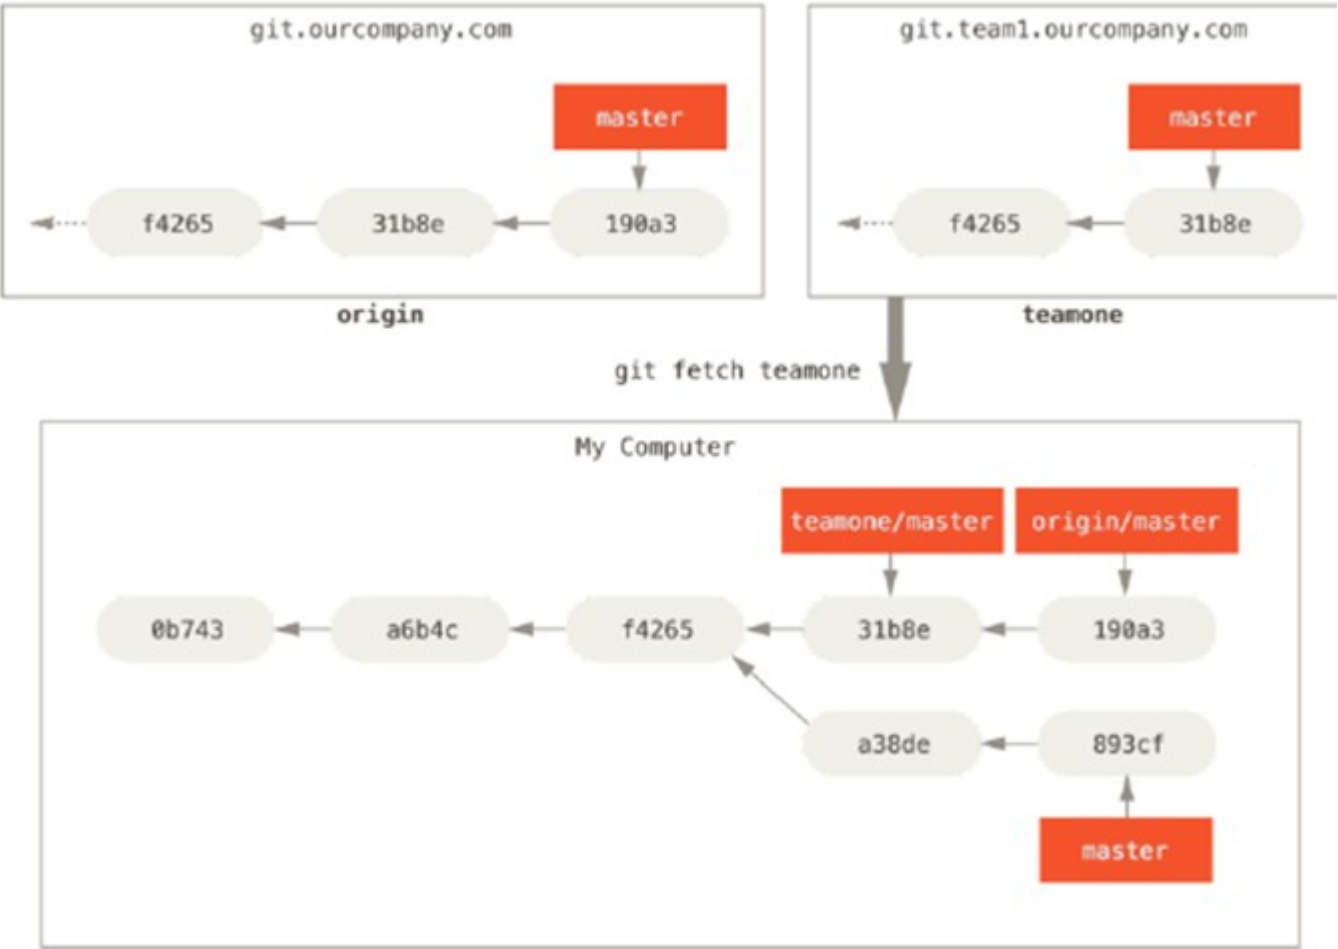 git.ourcompany.com
master
f4265 31b8e 190a3
origin
git.team1.ourcompany.com
master
f4265 31b8e
teamone
git fetch teamone
My Computer
teamone/master origin/master
0b743 a6b4c f4265 31b8e 190a3
a38de 893cf
master